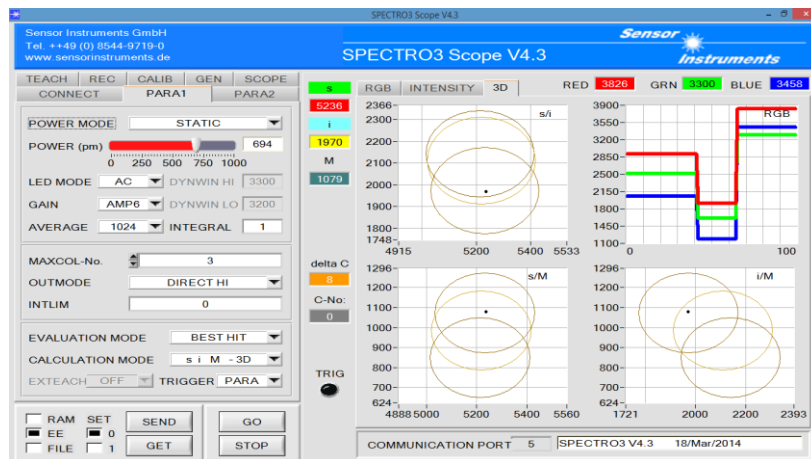 SPECTRO3 Scope V4.3
Sensor Instruments GmbH
Tel. ++49 (0) 8544-9719-0
www.sensorinstruments.de
SPECTRO3 Scope V4.3
Sensor
Instruments
TEACH REC CALIB GEN SCOPE
CONNECT PARA1 PARA2
POWER MODE STATIC
POWER (pm) 694
0 250 500 750 1000
LED MODE AC DYNWIN HI 3300
GAIN AMP6 DYNWIN LO 3200
AVERAGE 1024 INTEGRAL 1
MAXCOL-No. 3
OUTMODE DIRECT HI
INTLIM 0
EVALUATION MODE BEST HIT
CALCULATION MODE s i M - 3D
EXTEACH OFF TRIGGER PARA
RAM SET SEND GO
EE 0
FILE 1 GET STOP
s
5236
i
1970
M
1079
delta C
8
C-No:
0
TRIG
RGB INTENSITY 3D RED 3826 GRN 3300 BLUE 3458
s/i
2366
2300
2200
2100
2000
1900
1800
1748
4915 5200 5400 5533
RGB
3900
3550
3200
2850
2500
2150
1800
1450
1100
0 100
s/M
1296
1200
1100
1000
900
800
700
624
4888 5000 5200 5400 5560
i/M
1296
1200
1100
1000
900
800
700
624
1721 2000 2200 2393
COMMUNICATION PORT 5 SPECTRO3 V4.3 18/Mar/2014